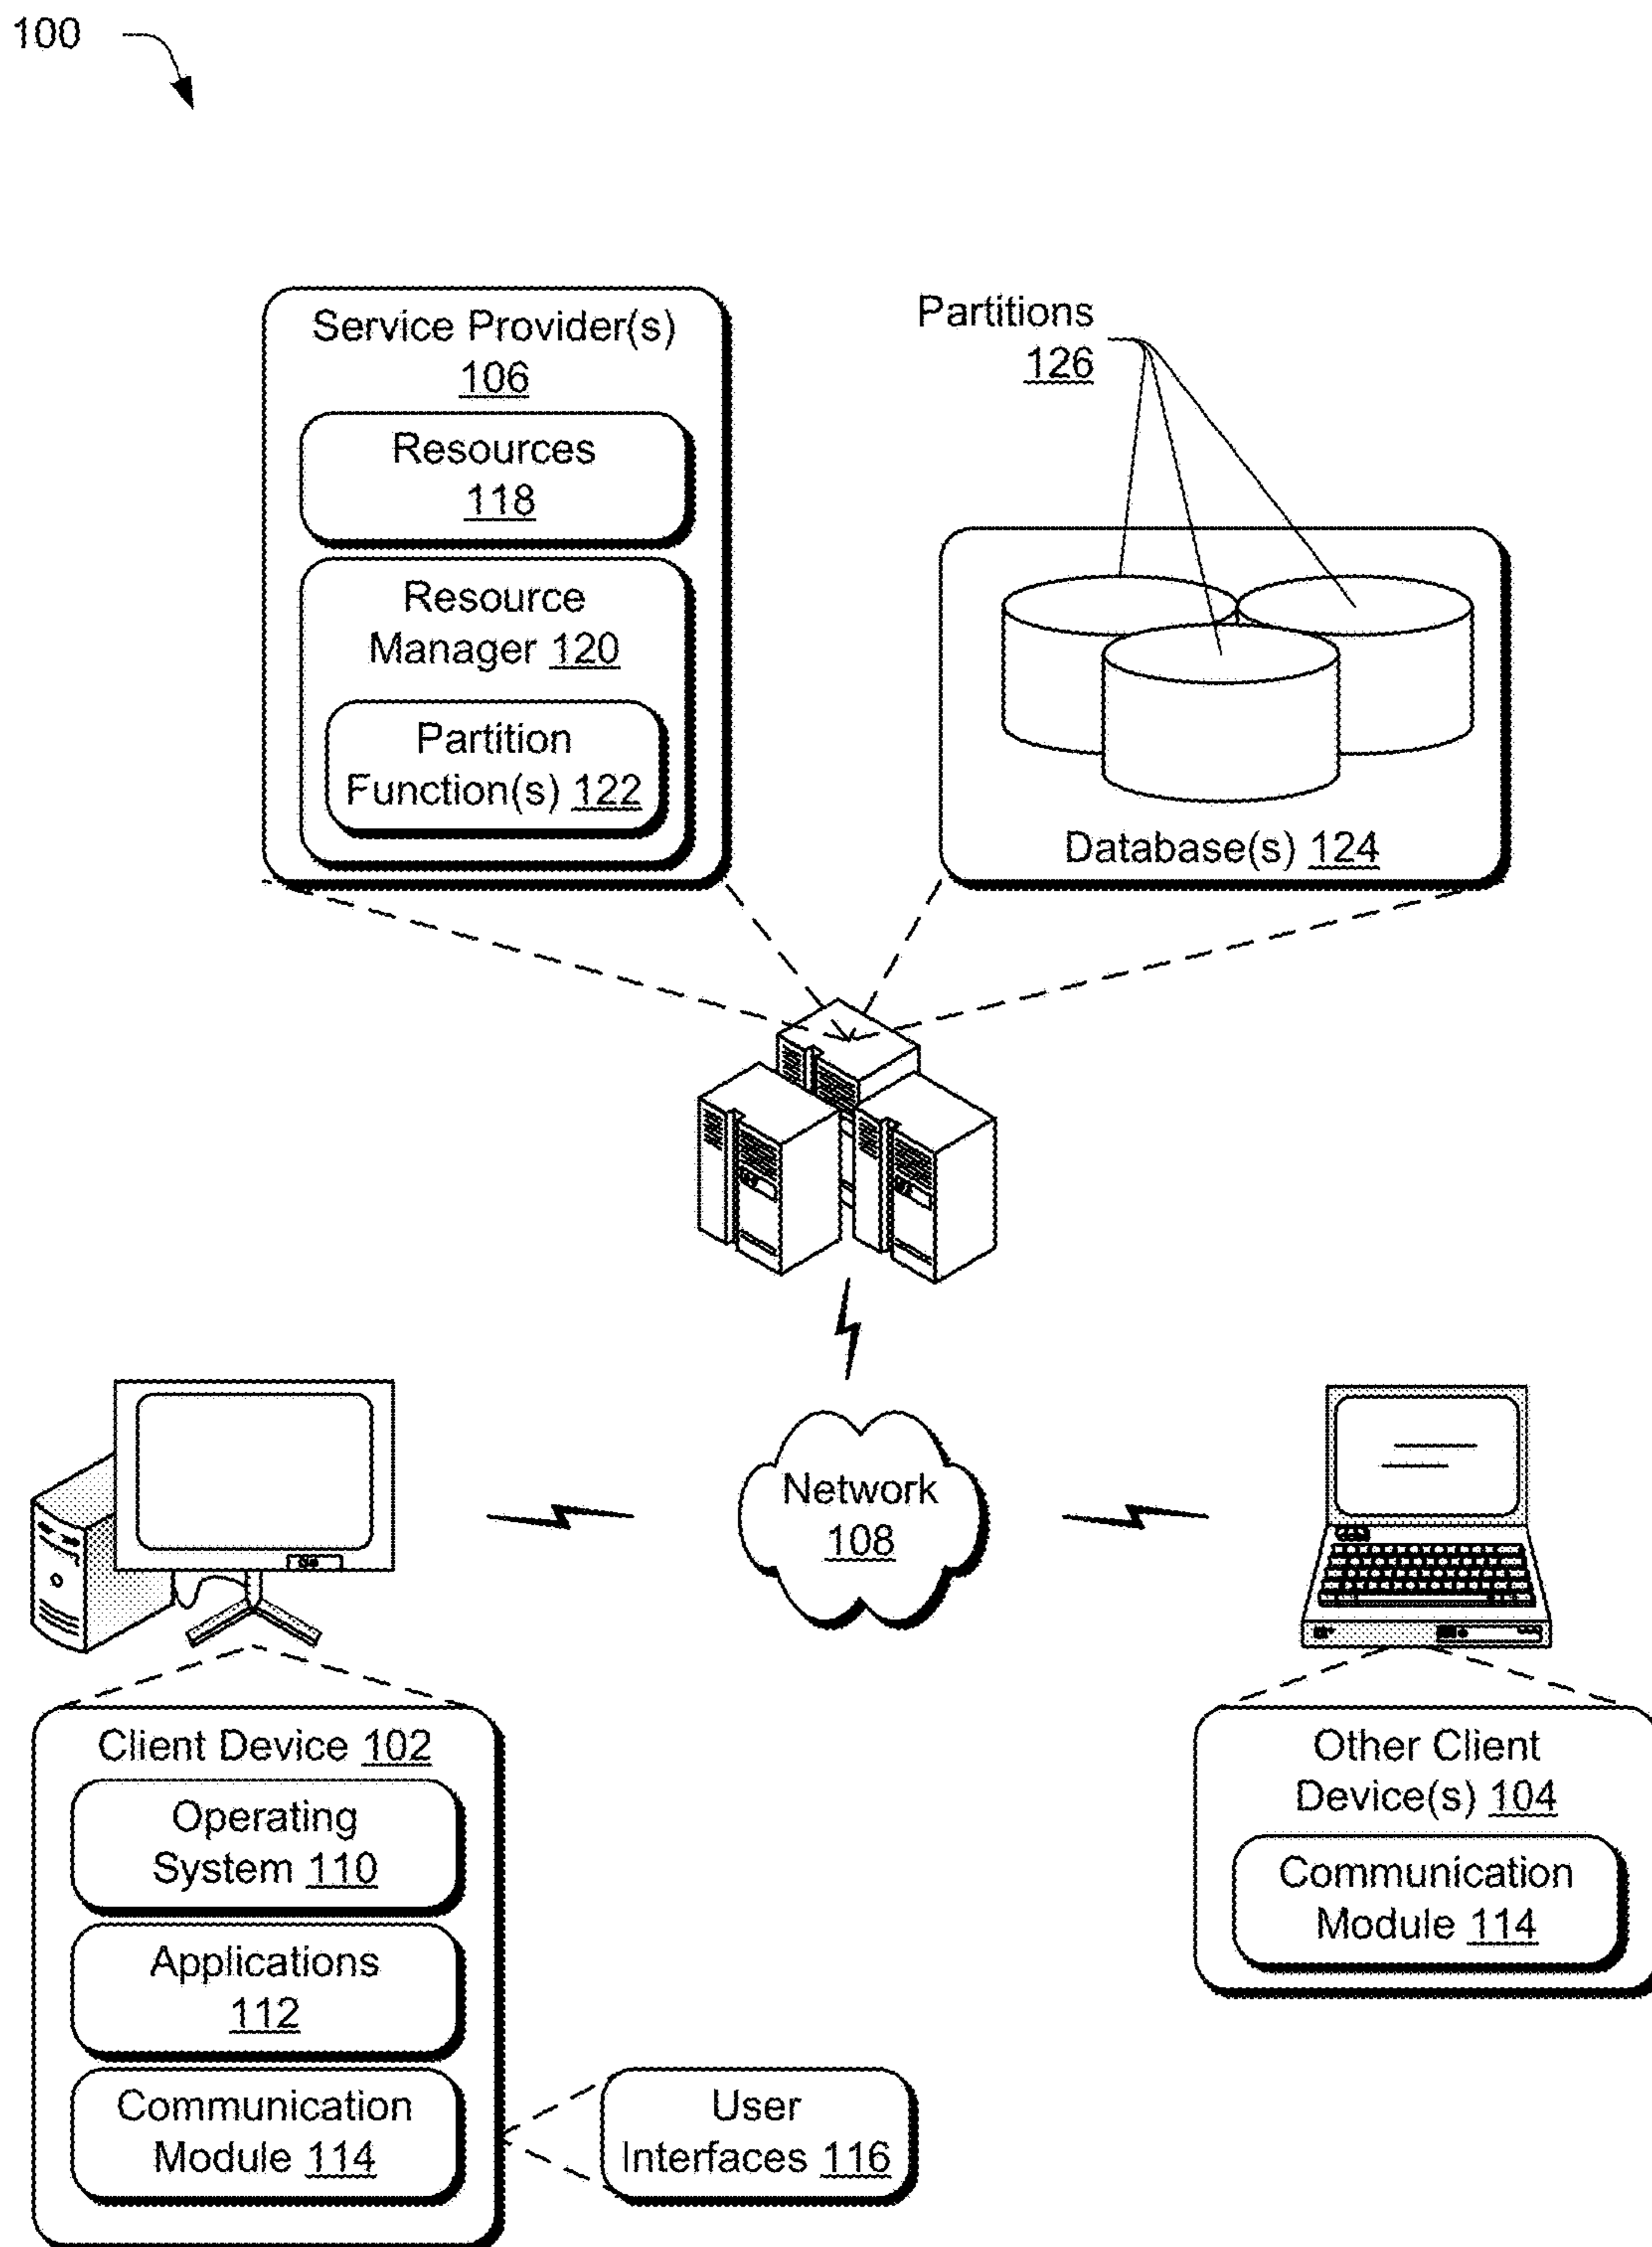 100
Service Provider(s)
106
Resources
118
Resource
Manager 120
Partition
Function(s) 122
Partitions
126
Database(s) 124
Network
108
Client Device 102
Operating
System 110
Applications
112
Communication
Module 114
User
Interfaces 116
Other Client
Device(s) 104
Communication
Module 114